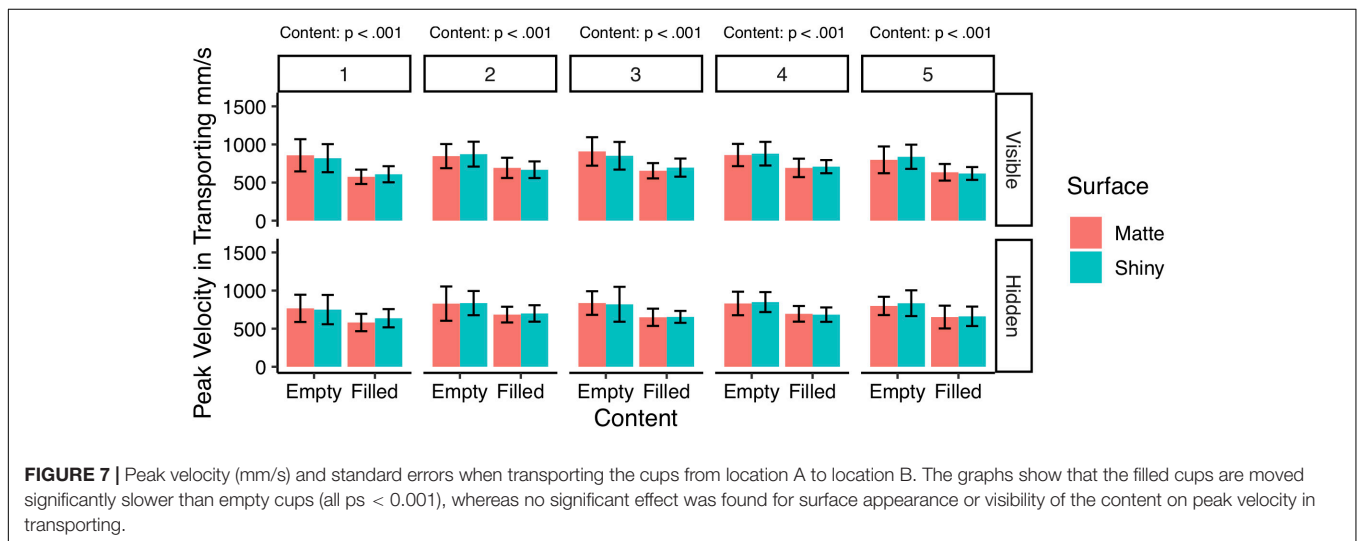 Content: p < .001 Content: p < .001 Content: p < .001 Content: p < .001 Content: p < .001
1 2 3 4 5
Peak Velocity in Transporting mm/s
1500
1000
500
0
Visible
1500
1000
500
0
Hidden
Empty Filled Empty Filled Empty Filled Empty Filled Empty Filled
Content
Surface
Matte
Shiny
FIGURE 7 | Peak velocity (mm/s) and standard errors when transporting the cups from location A to location B. The graphs show that the filled cups are moved
significantly slower than empty cups (all ps < 0.001), whereas no significant effect was found for surface appearance or visibility of the content on peak velocity in
transporting.